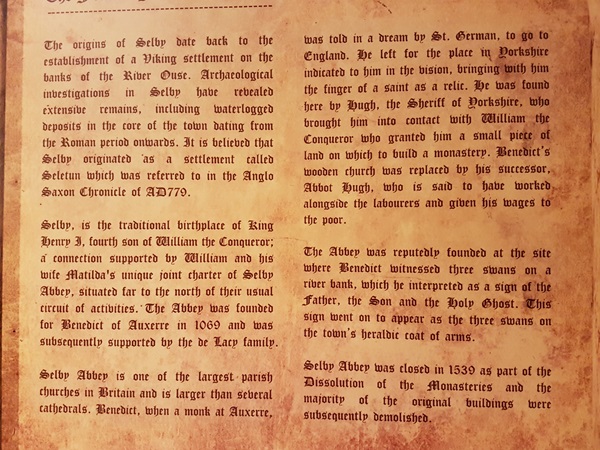 The origins of Selby date back to the
establishment of a Viking settlement on the
banks of the River Ouse. Archaeological
investigations in Selby have revealed
extensive remains, including waterlogged
deposits in the core of the town dating from
the Roman period onwards. It is believed that
Selby originated as a settlement called
Seletun which was referred to in the Anglo
Saxon Chronicle of AD779.
Selby, is the traditional birthplace of King
Henry I, fourth son of William the Conqueror;
a connection supported by William and his
wife Matilda's unique joint charter of Selby
Abbey, situated far to the north of their usual
circuit of activities. The Abbey was founded
for Benedict of Auxerre in 1069 and was
subsequently supported by the de Lacy family.
Selby Abbey is one of the largest parish
churches in Britain and is larger than several
cathedrals. Benedict, when a monk at Auxerre,
was told in a dream by St. German, to go to
England. He left for the place in Yorkshire
indicated to him in the vision, bringing with him
the finger of a saint as a relic. He was found
here by Hugh, the Sheriff of Yorkshire, who
brought him into contact with William the
Conqueror who granted him a small piece of
land on which to build a monastery. Benedict's
wooden church was replaced by his successor,
Abbot Hugh, who is said to have worked
alongside the labourers and given his wages to
the poor.
The Abbey was reputedly founded at the site
where Benedict witnessed three swans on a
river bank, which he interpreted as a sign of the
Father, the Son and the Holy Ghost. This
sign went on to appear as the three swans on
the town's heraldic coat of arms.
Selby Abbey was closed in 1539 as part of the
Dissolution of the Monasteries and the
majority of the original buildings were
subsequently demolished.